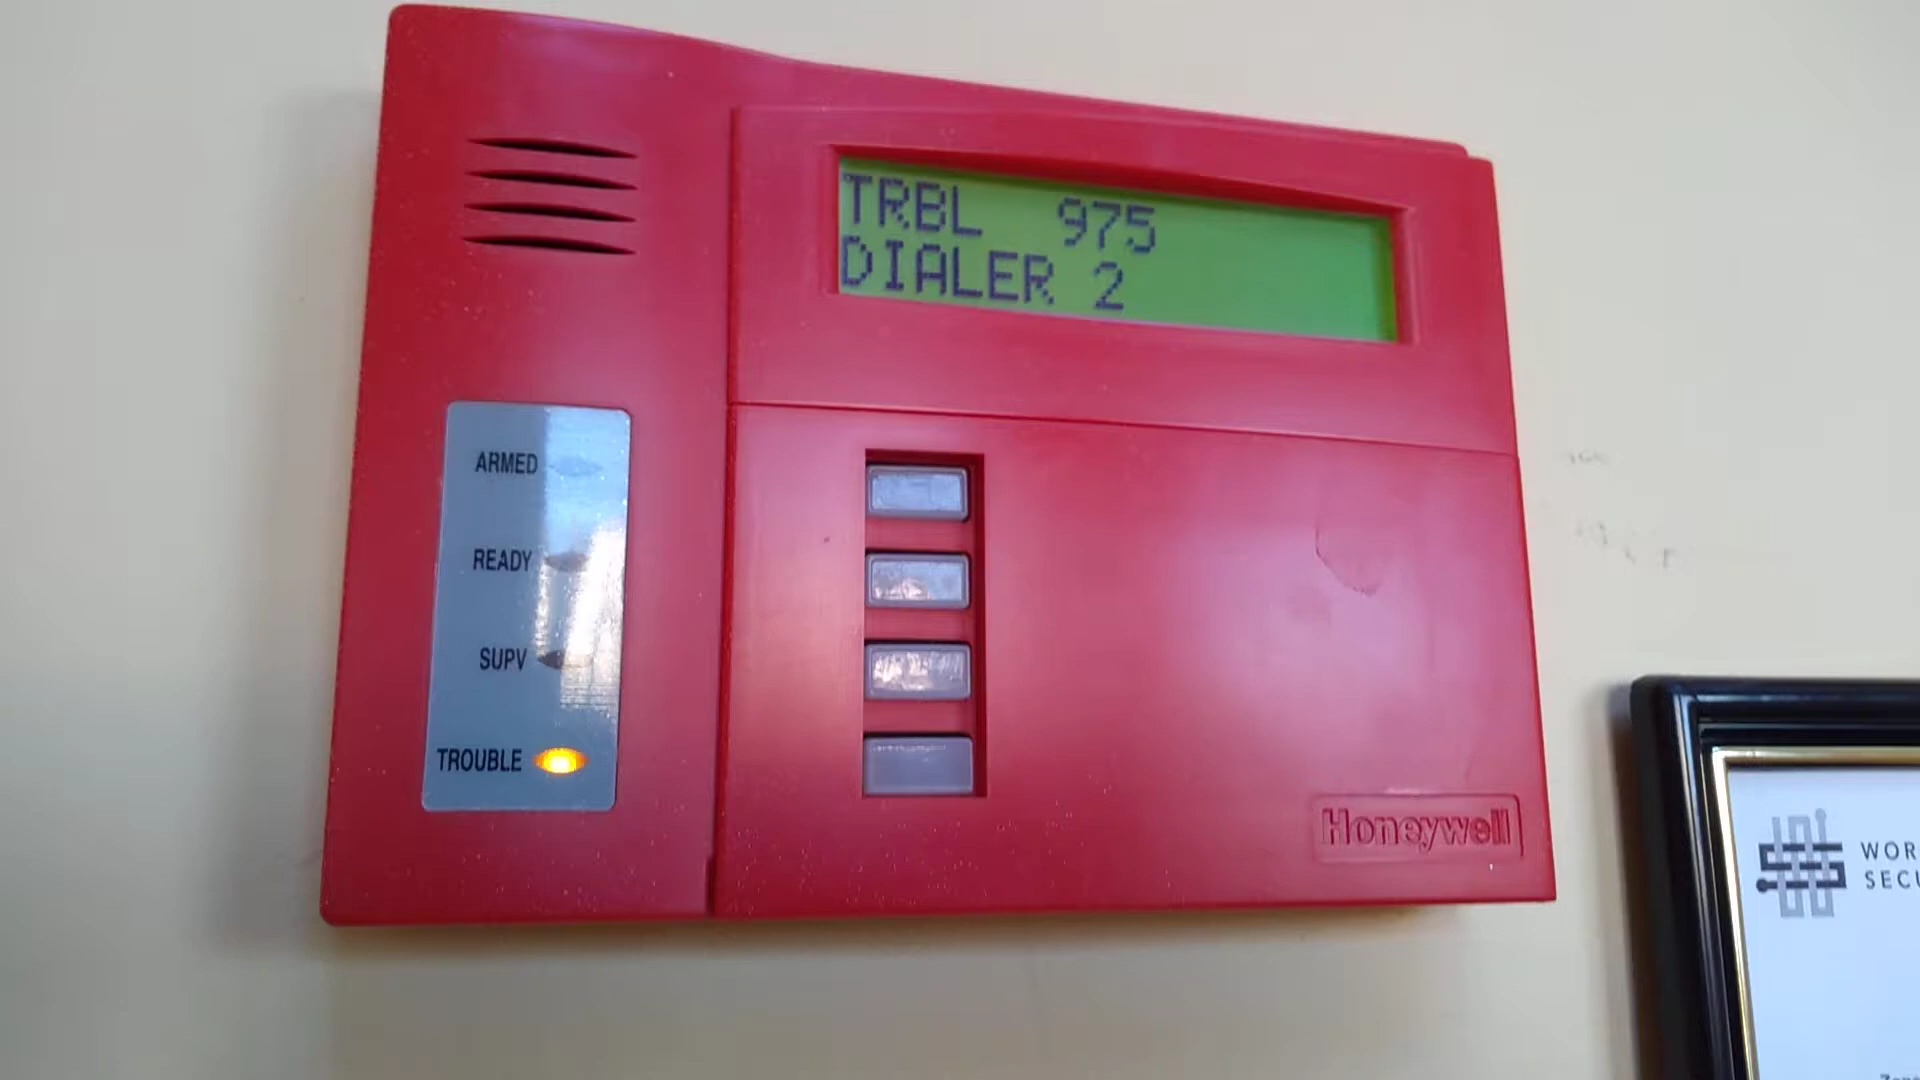 TRBL 975
DIALER 2
ARMED
READY
SUPV
TROUBLE
Honeywell
WOR
SECU